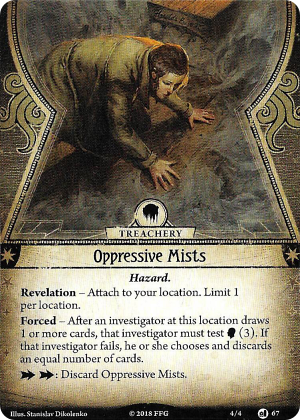 TREACHERY
Oppressive Mists
Hazard.
Revelation – Attach to your location. Limit 1
per location.
Forced – After an investigator at this location draws
1 or more cards, that investigator must test (3). If
that investigator fails, he or she chooses and discards
an equal number of cards.
: Discard Oppressive Mists.
Illus. Stanislav Dikolenko © 2018 FFG 4/4 67